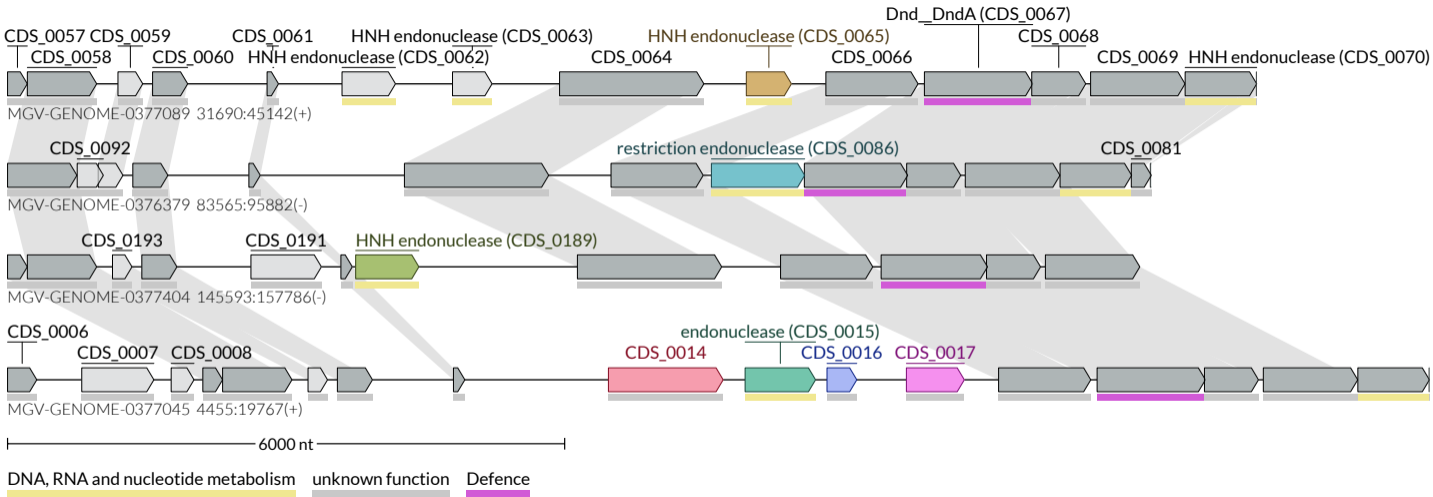 Dnd__DndA (CDS_0067)
CDS_0057 CDS_0059 CDS_0061 HNH endonuclease (CDS_0063) HNH endonuclease (CDS_0065) CDS_0068
CDS_0058 CDS_0060 HNH endonuclease (CDS_0062) CDS_0064 CDS_0066 CDS_0069 HNH endonuclease (CDS_0070)
MGV-GENOME-0377089 31690:45142(+)
CDS_0092 restriction endonuclease (CDS_0086) CDS_0081
MGV-GENOME-0376379 83565:95882(-)
CDS_0193 CDS_0191 HNH endonuclease (CDS_0189)
MGV-GENOME-0377404 145593:157786(-)
CDS_0006 endonuclease (CDS_0015)
CDS_0007 CDS_0008 CDS_0014 CDS_0016 CDS_0017
MGV-GENOME-0377045 4455:19767(+)
6000 nt
DNA, RNA and nucleotide metabolism unknown function Defence